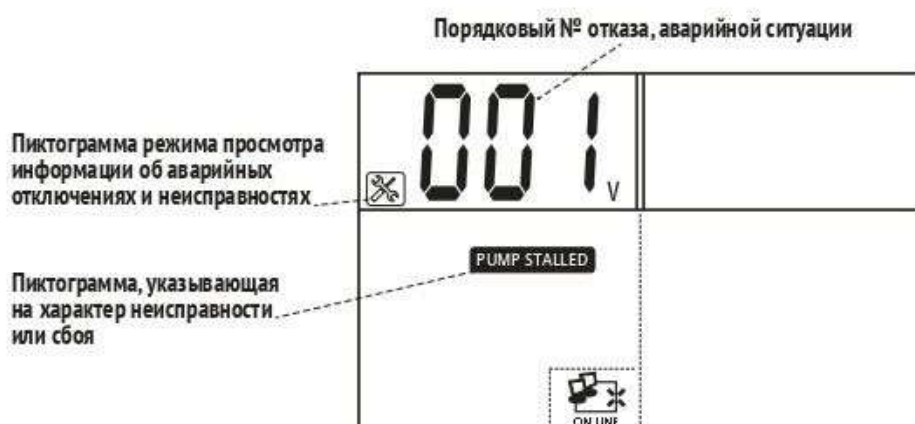 Порядковый № отказа, аварийной ситуации
001
V
Пиктограмма режима просмотра
информации об аварийных
отключениях и неисправностях
PUMP STALLED
Пиктограмма, указывающая
на характер неисправности
или сбоя
ON LINE